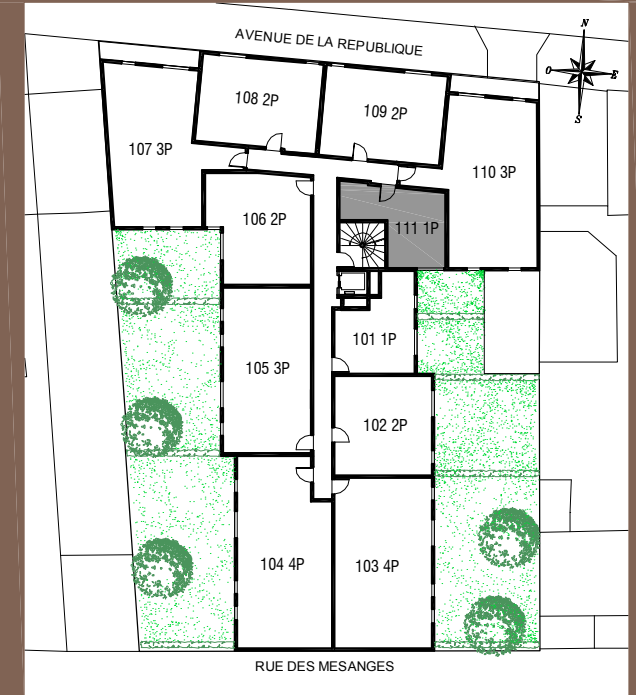 AVENUE DE LA REPUBLIQUE
N
O
E
S
108 2P
109 2P
107 3P
110 3P
106 2P
111 1P
101 1P
105 3P
102 2P
104 4P
103 4P
RUE DES MESANGES